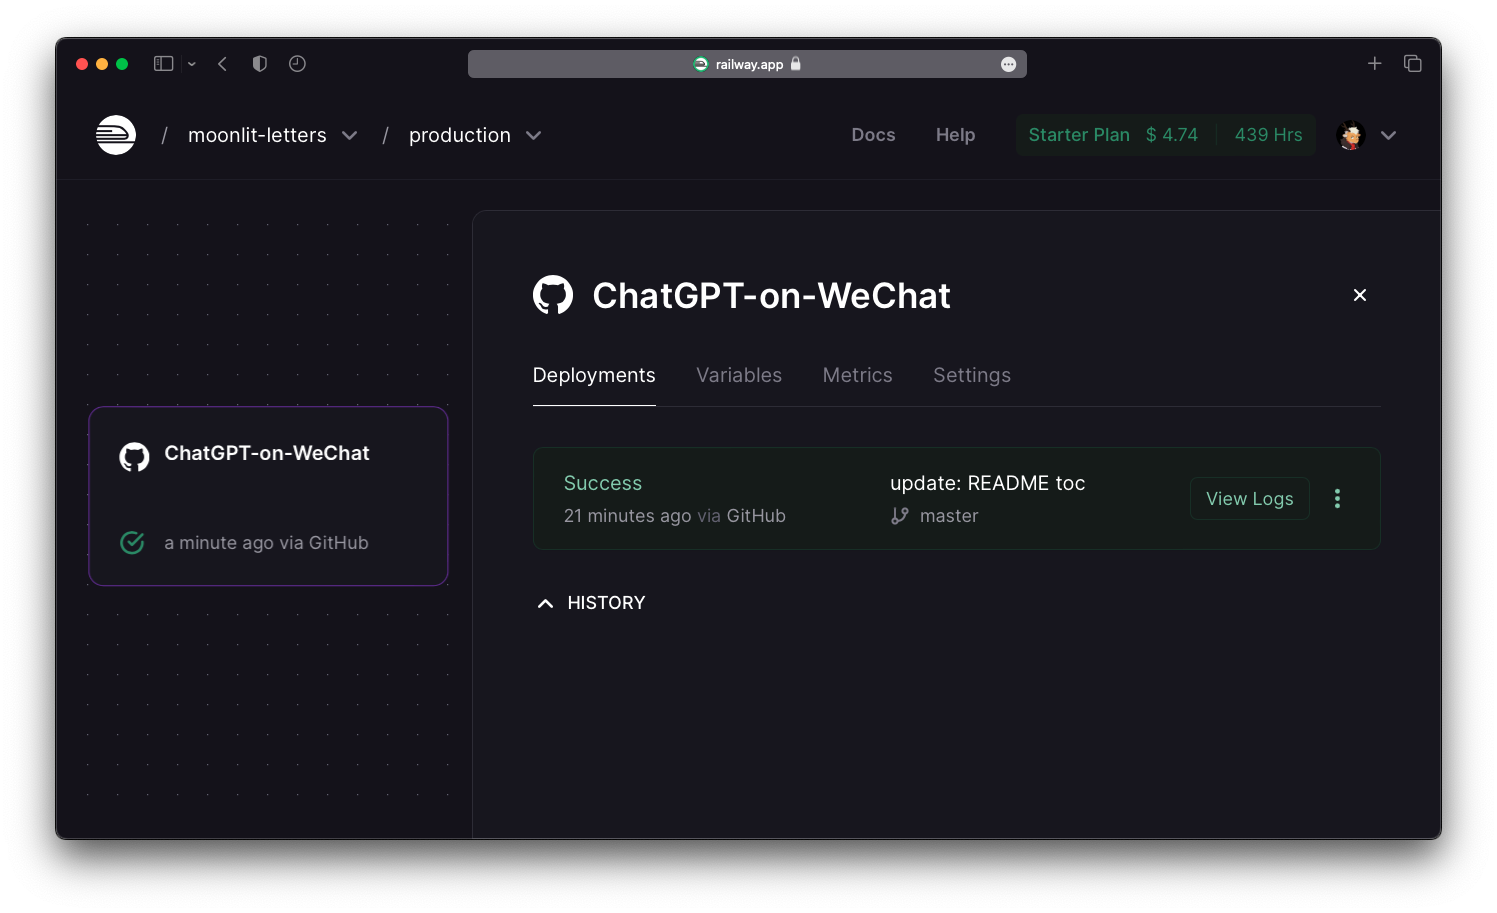 railway.app
/ moonlit-letters / production
Docs Help Starter Plan $ 4.74 439 Hrs
ChatGPT-on-WeChat
a minute ago via GitHub
ChatGPT-on-WeChat
Deployments Variables Metrics Settings
Success
21 minutes ago via GitHub
update: README toc
master
View Logs
HISTORY